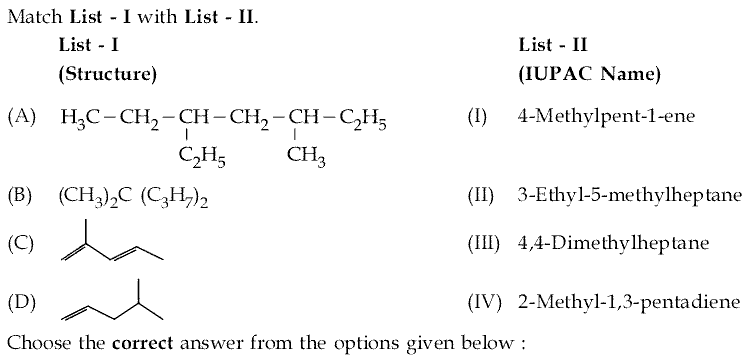 Match List - I with List - II.
List - I List - II
(Structure) (IUPAC Name)
(A) H₃C–CH₂–CH–CH₂–CH–C₂H₅ (I) 4-Methylpent-1-ene
C₂H₅ CH₃
(B) (CH₃)₂C (C₃H₇)₂ (II) 3-Ethyl-5-methylheptane
(C) (III) 4,4-Dimethylheptane
(D) (IV) 2-Methyl-1,3-pentadiene
Choose the correct answer from the options given below :